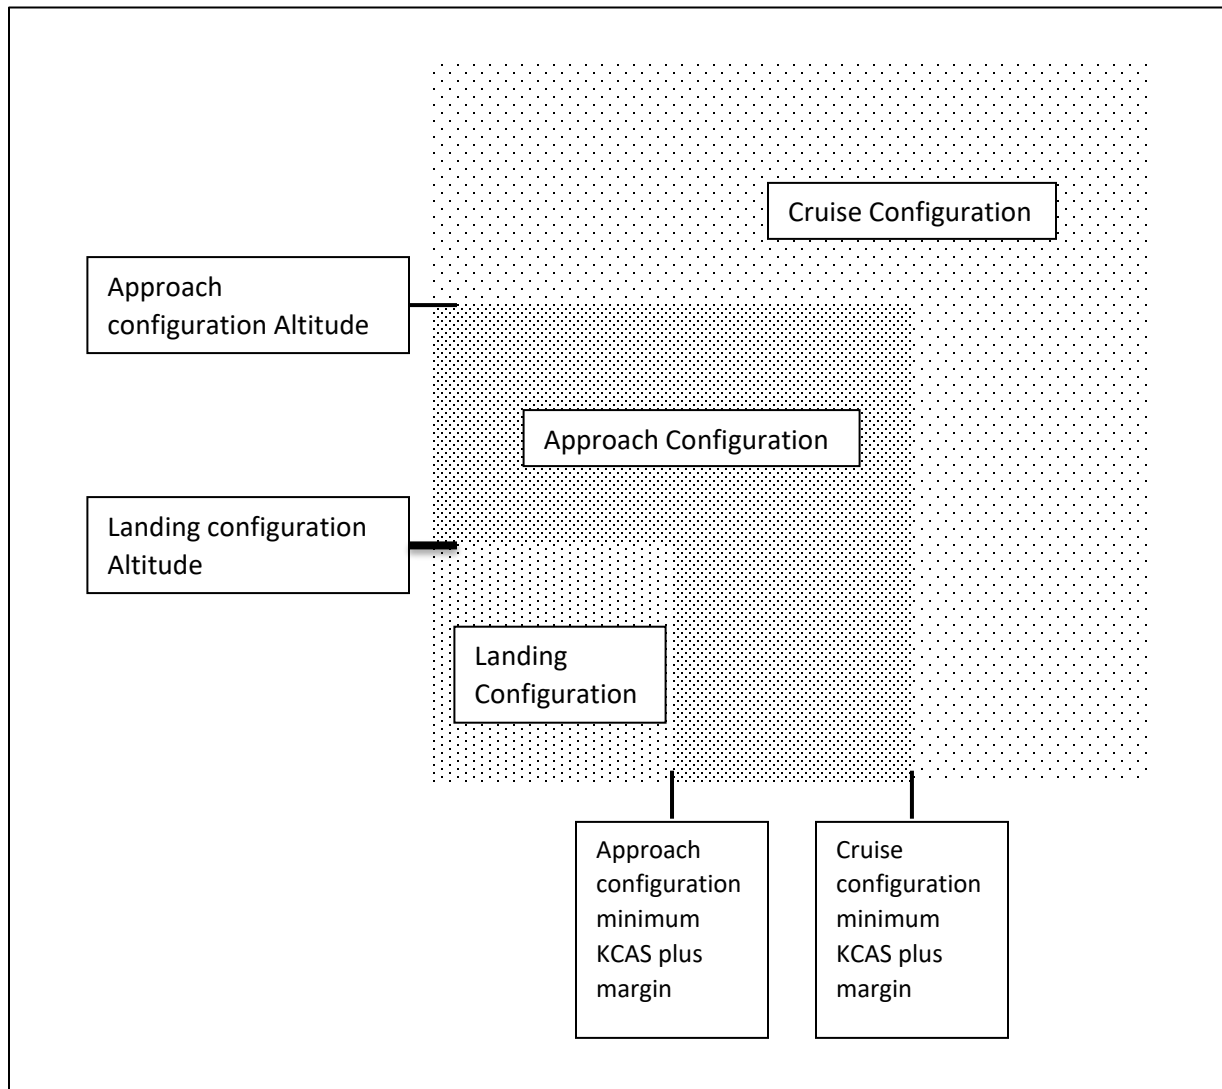 Cruise Configuration
Approach
configuration Altitude
Approach Configuration
Landing configuration
Altitude
Landing
Configuration
Approach
configuration
minimum
KCAS plus
margin
Cruise
configuration
minimum
KCAS plus
margin